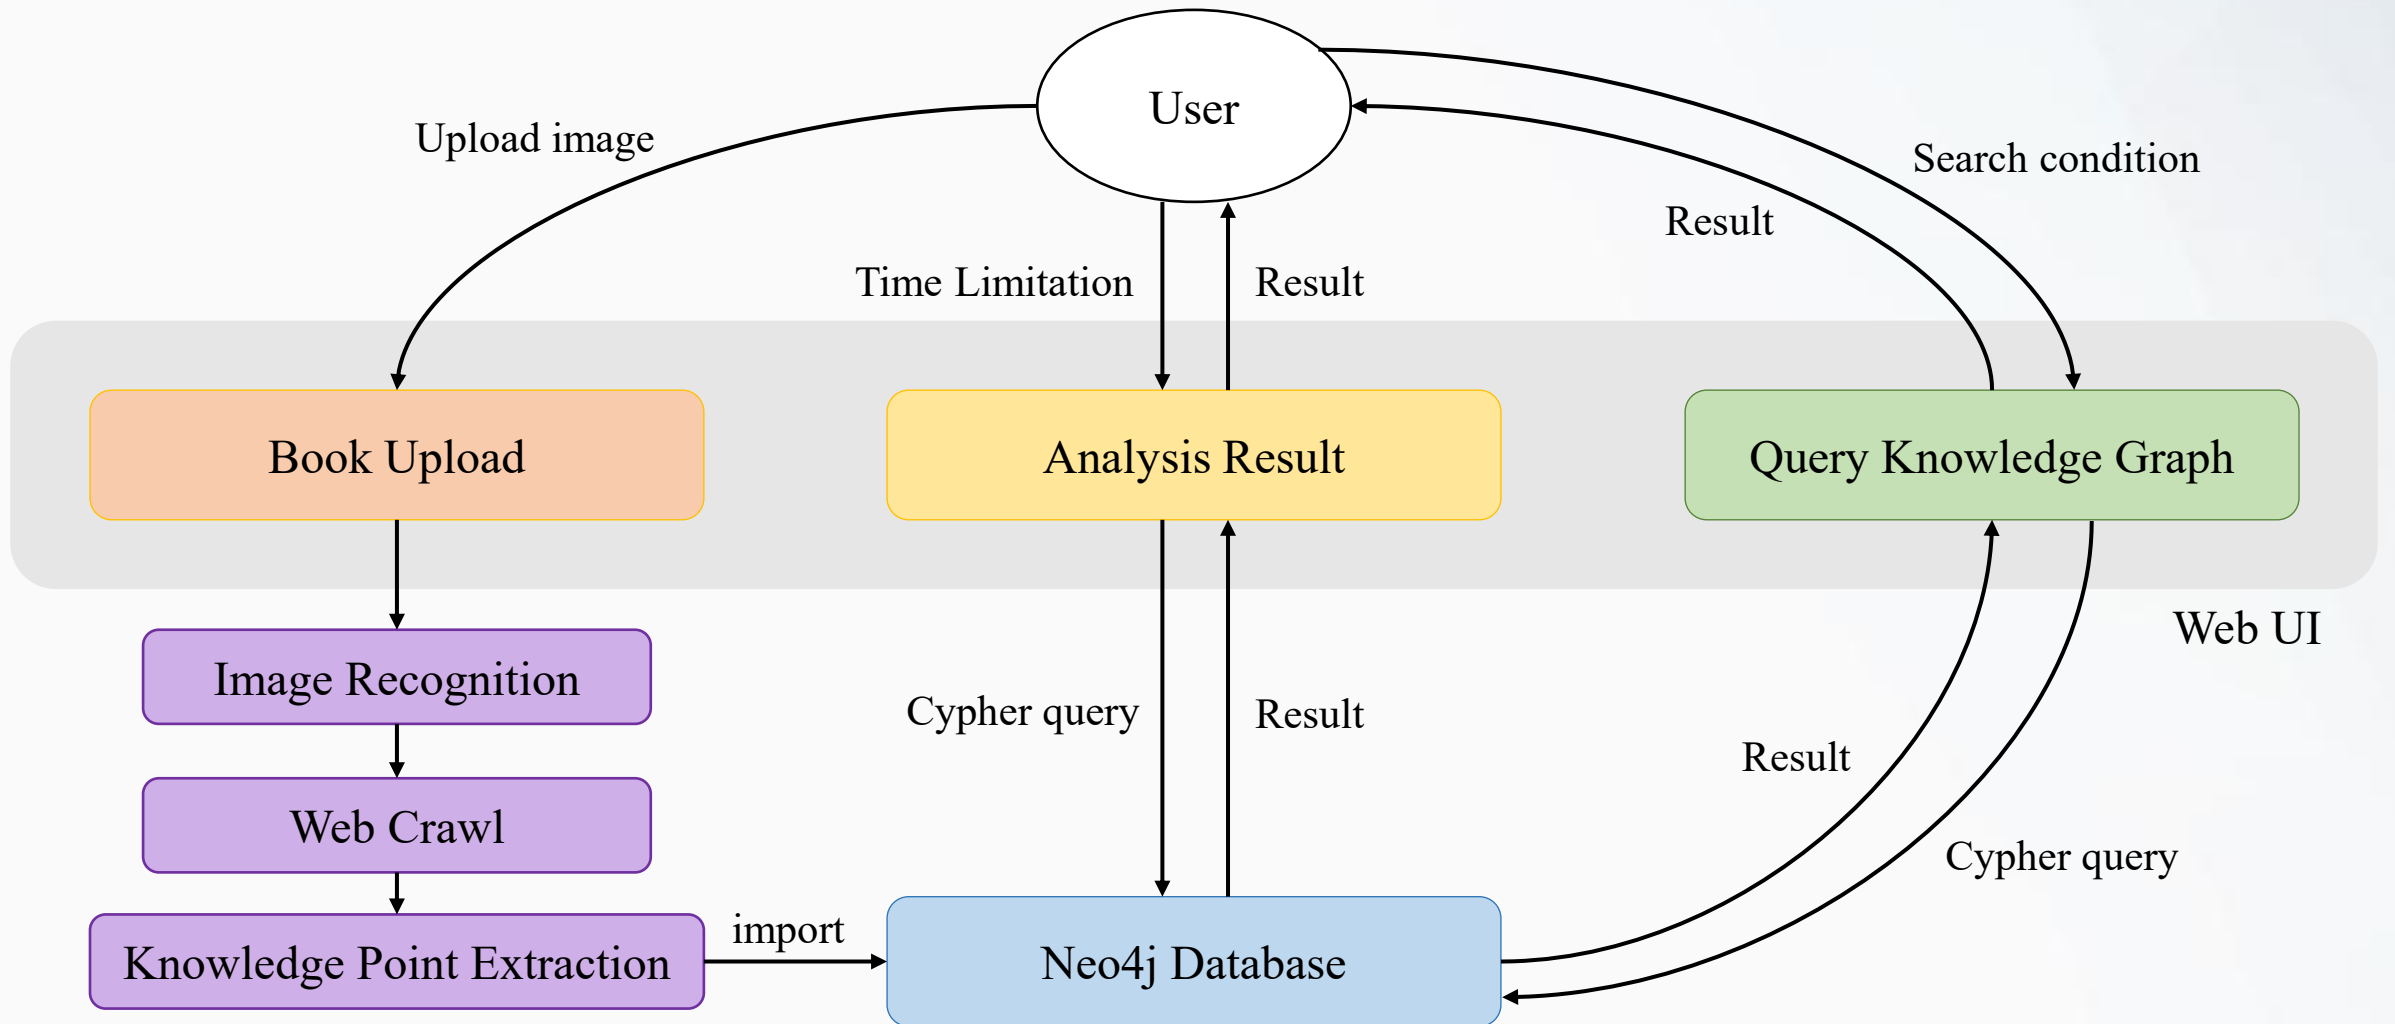 User
Upload image
Search condition
Result
Time Limitation
Result
Book Upload
Analysis Result
Query Knowledge Graph
Web UI
Image Recognition
Cypher query
Result
Result
Web Crawl
Cypher query
import
Knowledge Point Extraction
Neo4j Database